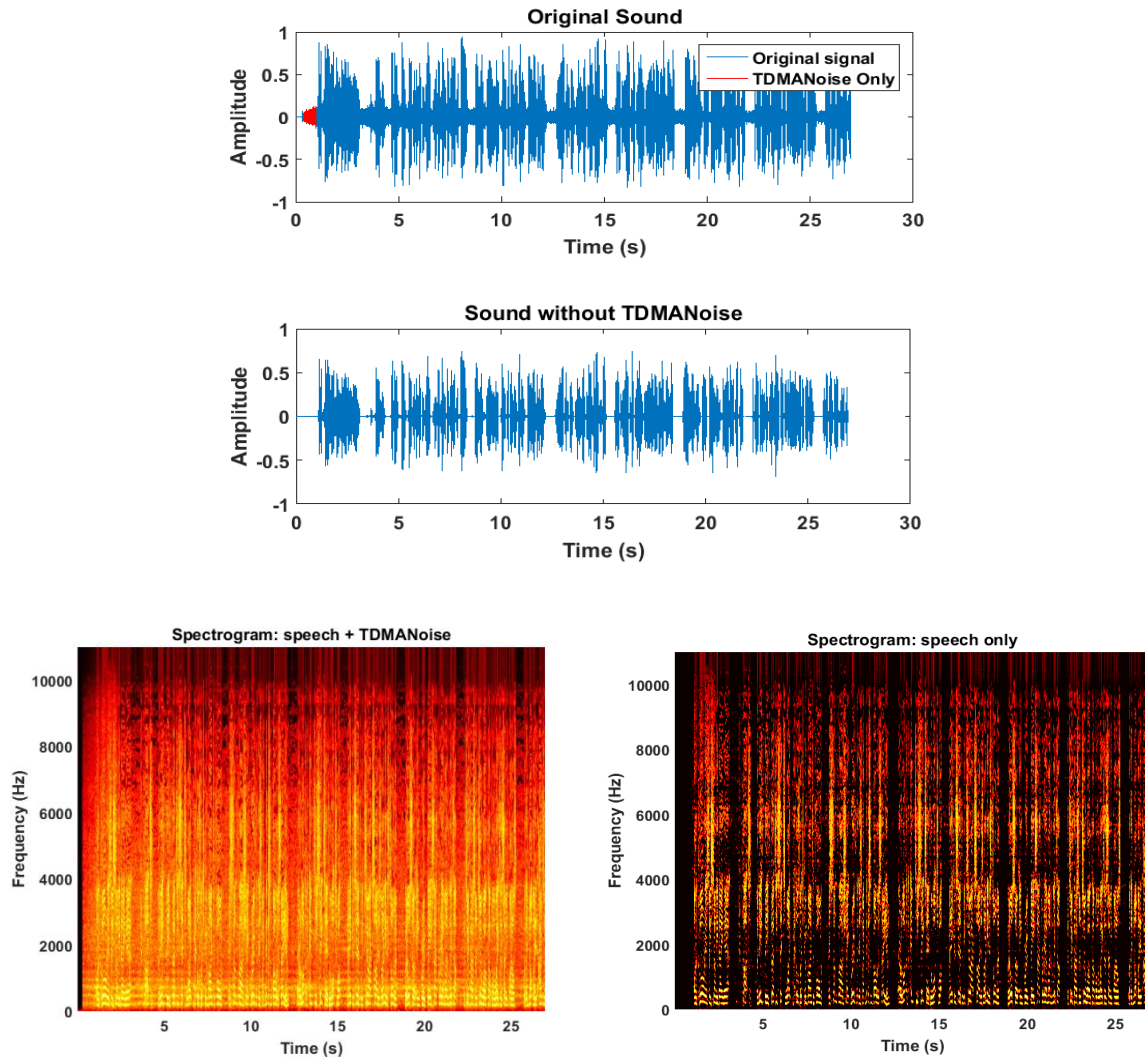 Original Sound
1
0.5
0
-0.5
-1
Amplitude
Original signal
TDMANoise Only
0 5 10 15 20 25 30
Time (s)
Sound without TDMANoise
1
0.5
0
-0.5
-1
Amplitude
0 5 10 15 20 25 30
Time (s)
Spectrogram: speech + TDMANoise
10000
8000
6000
4000
2000
0
Frequency (Hz)
5 10 15 20 25
Time (s)
Spectrogram: speech only
10000
8000
6000
4000
2000
0
Frequency (Hz)
5 10 15 20 25
Time (s)